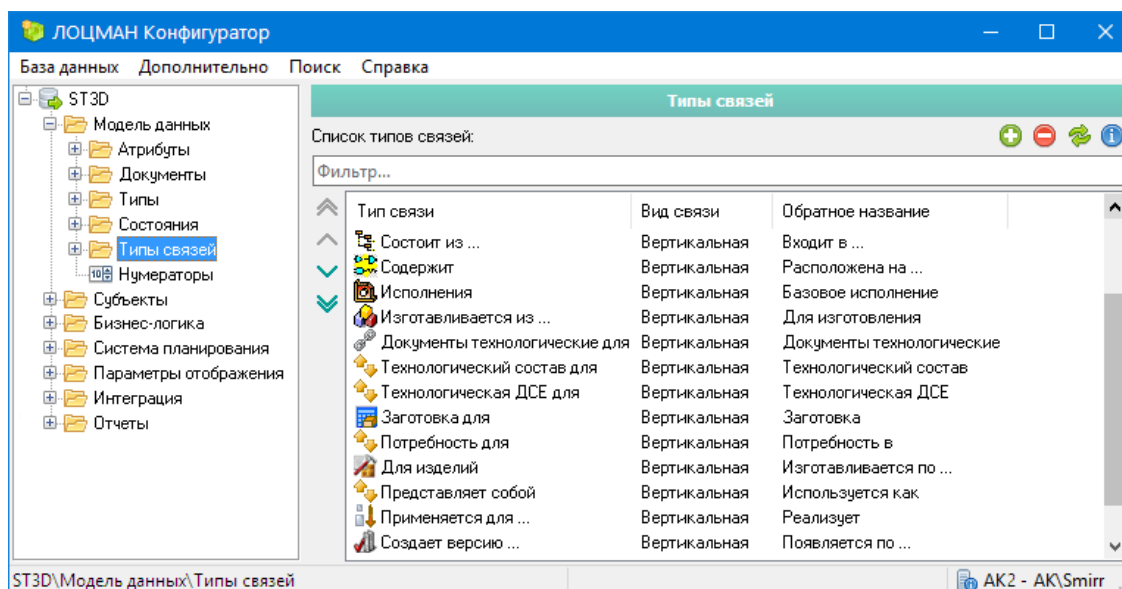 ЛОЦМАН Конфигуратор
База данных Дополнительно Поиск Справка
ST3D
Модель данных
Атрибуты
Документы
Типы
Состояния
Типы связей
Нумераторы
Субъекты
Бизнес-логика
Система планирования
Параметры отображения
Интеграция
Отчеты
Типы связей
Список типов связей:
Фильтр...
Тип связи Вид связи Обратное название
Состоит из ... Вертикальная Входит в ...
Содержит Вертикальная Расположена на ...
Исполнения Вертикальная Базовое исполнение
Изготавливается из ... Вертикальная Для изготовления
Документы технологические для Вертикальная Документы технологические
Технологический состав для Вертикальная Технологический состав
Технологическая ДСЕ для Вертикальная Технологическая ДСЕ
Заготовка для Вертикальная Заготовка
Потребность для Вертикальная Потребность в
Для изделий Вертикальная Изготавливается по ...
Представляет собой Вертикальная Используется как
Применяется для ... Вертикальная Реализует
Создает версию ... Вертикальная Появляется по ...
ST3D\Модель данных\Типы связей
AK2 - AK\Smirr